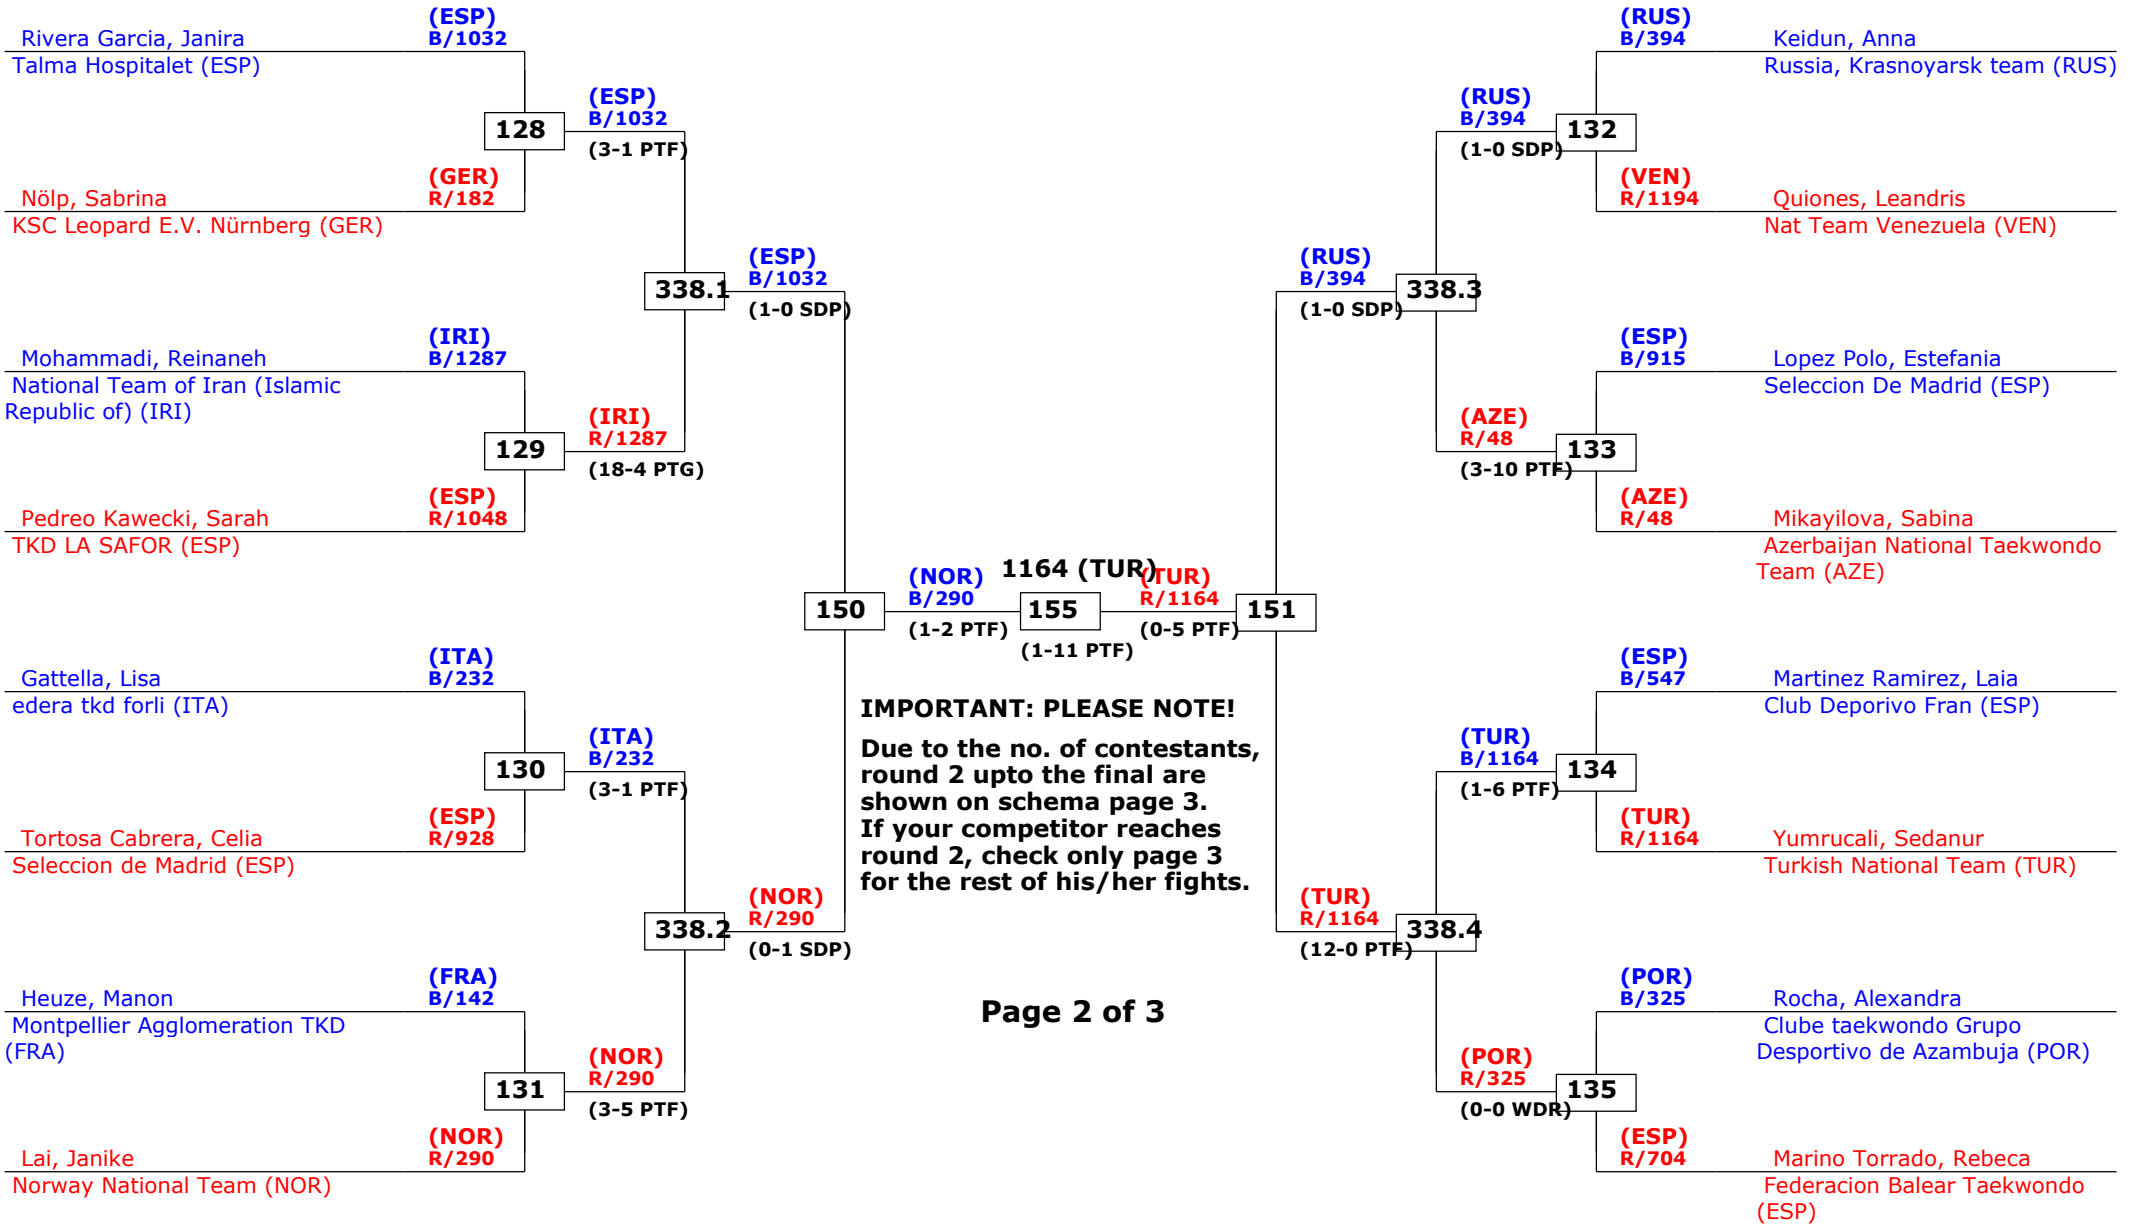 (ESP)
Rivera Garcia, Janira
B/1032
Talma Hospitalet (ESP)
(ESP)
B/1032
128
(3-1 PTF)
(GER)
Nölp, Sabrina
R/182
KSC Leopard E.V. Nürnberg (GER)
(ESP)
B/1032
338.1
(1-0 SDP)
(IRI)
Mohammadi, Reinaneh
B/1287
National Team of Iran (Islamic
Republic of) (IRI)
(IRI)
R/1287
129
(18-4 PTG)
(ESP)
Pedreo Kawecki, Sarah
R/1048
TKD LA SAFOR (ESP)
(NOR)
B/290
150
(1-2 PTF)
1164 (TUR)
155
(1-11 PTF)
(TUR)
R/1164
151
(0-5 PTF)
(ITA)
Gattella, Lisa
B/232
edera tkd forli (ITA)
(ITA)
B/232
130
(3-1 PTF)
(ESP)
Tortosa Cabrera, Celia
R/928
Seleccion de Madrid (ESP)
(NOR)
R/290
338.2
(0-1 SDP)
(FRA)
Heuze, Manon
B/142
Montpellier Agglomeration TKD
(FRA)
(NOR)
R/290
131
(3-5 PTF)
(NOR)
Lai, Janike
R/290
Norway National Team (NOR)
IMPORTANT: PLEASE NOTE!
Due to the no. of contestants,
round 2 upto the final are
shown on schema page 3.
If your competitor reaches
round 2, check only page 3
for the rest of his/her fights.
Page 2 of 3
(RUS)
B/394
Keidun, Anna
Russia, Krasnoyarsk team (RUS)
(RUS)
B/394
132
(1-0 SDP)
(VEN)
R/1194
Quiones, Leandris
Nat Team Venezuela (VEN)
(RUS)
B/394
338.3
(1-0 SDP)
(ESP)
B/915
Lopez Polo, Estefania
Seleccion De Madrid (ESP)
(AZE)
R/48
133
(3-10 PTF)
(AZE)
R/48
Mikayilova, Sabina
Azerbaijan National Taekwondo
Team (AZE)
(ESP)
B/547
Martinez Ramirez, Laia
Club Deporivo Fran (ESP)
(TUR)
B/1164
134
(1-6 PTF)
(TUR)
R/1164
Yumrucali, Sedanur
Turkish National Team (TUR)
(TUR)
R/1164
338.4
(12-0 PTF)
(POR)
B/325
Rocha, Alexandra
Clube taekwondo Grupo
Desportivo de Azambuja (POR)
(POR)
R/325
135
(0-0 WDR)
(ESP)
R/704
Marino Torrado, Rebeca
Federacion Balear Taekwondo
(ESP)